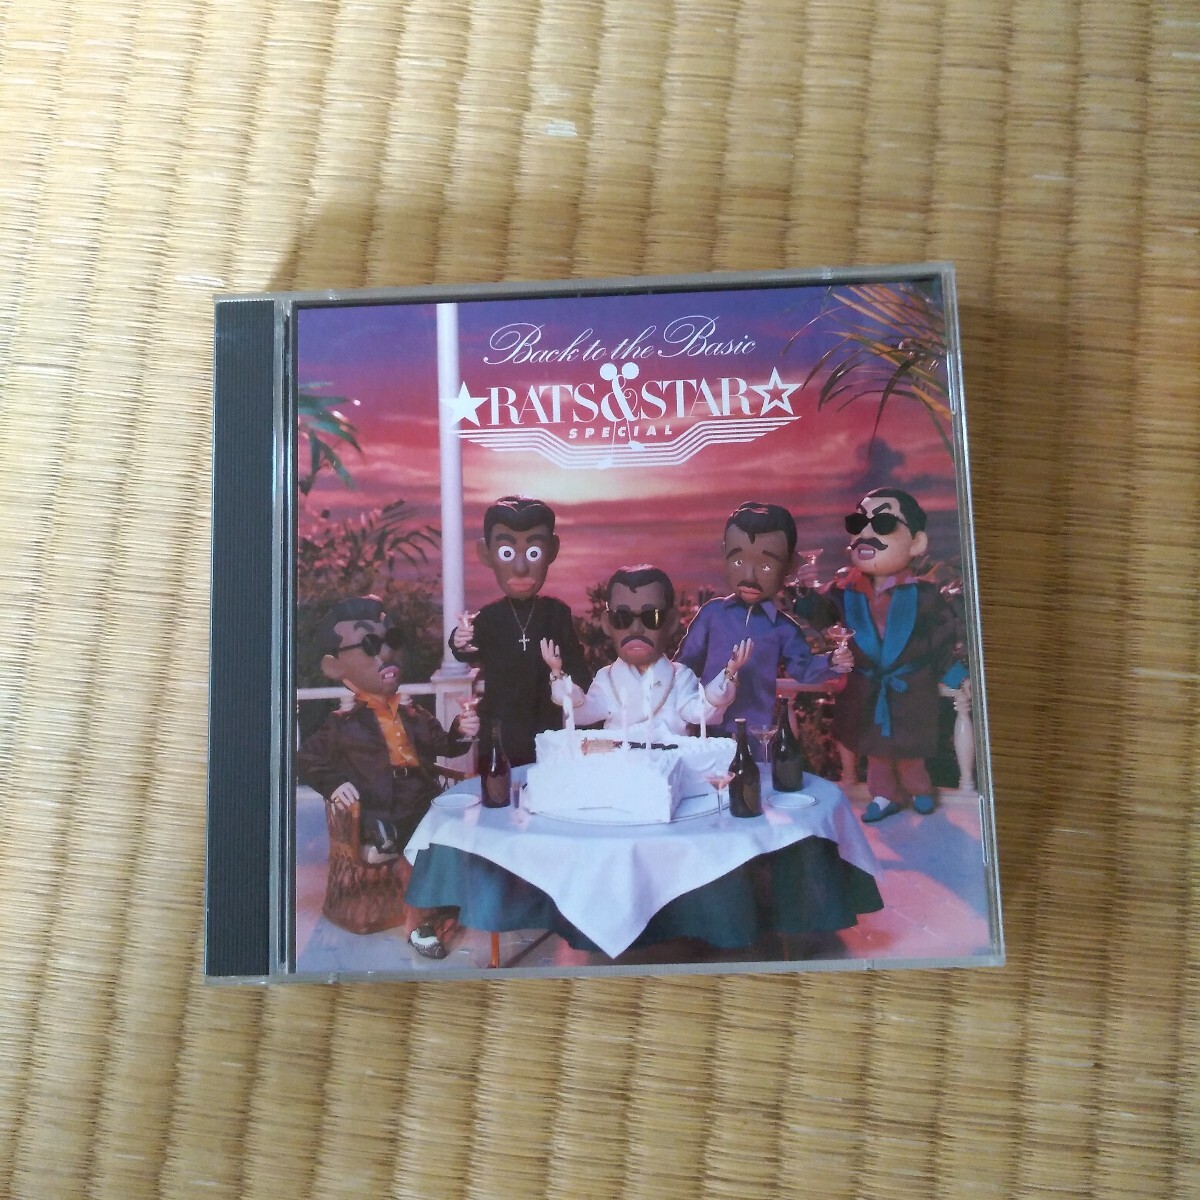 Back to the Basic
★RATS&STAR☆
SPECIAL